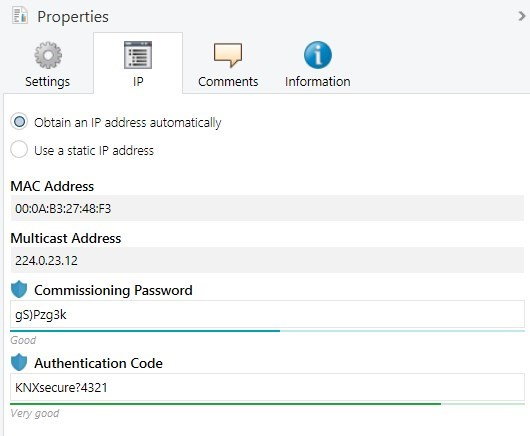 Properties
Settings
IP
Comments
Information
Obtain an IP address automatically
Use a static IP address
MAC Address
00:0A:B3:27:48:F3
Multicast Address
224.0.23.12
Commissioning Password
gS)Pzg3k
Good
Authentication Code
KNXsecure?4321
Very good